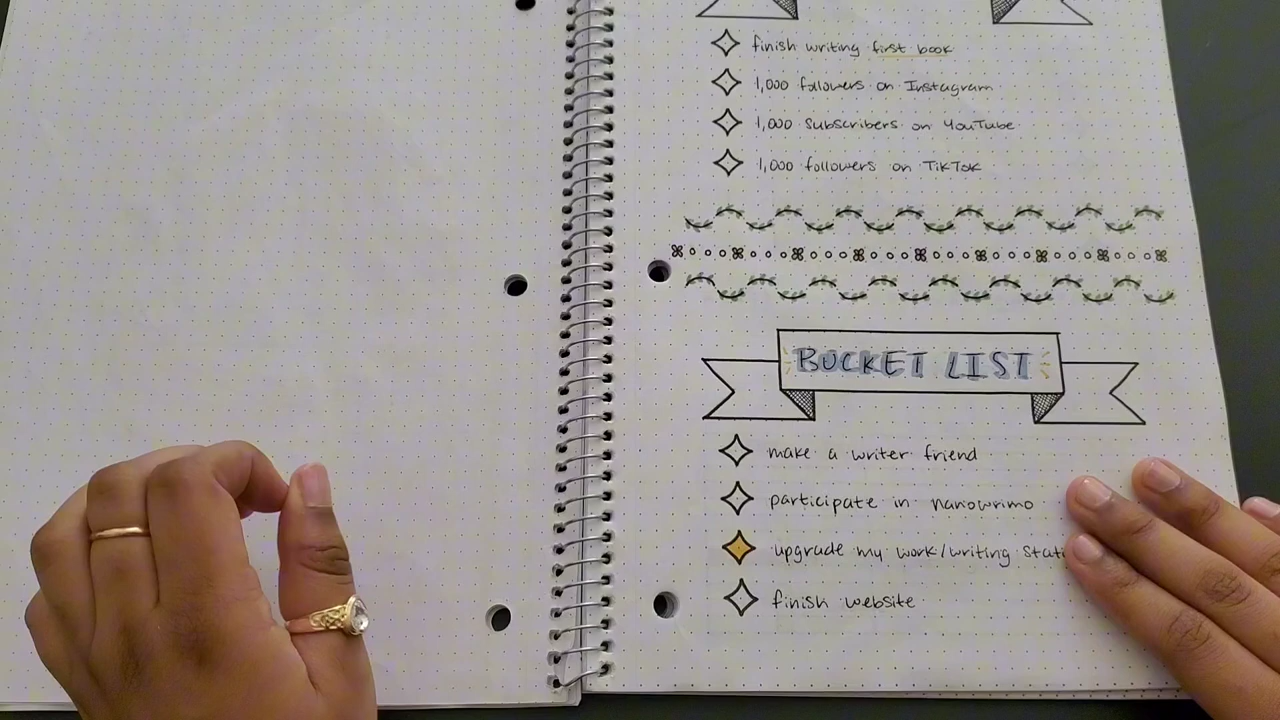 finish writing first book
1,000 followers on Instagram
1,000 subscribers on YouTube
1,000 followers on TikTok
BUCKET LIST
make a writer friend
participate in nanowrimo
upgrade my work/writing stati
finish website